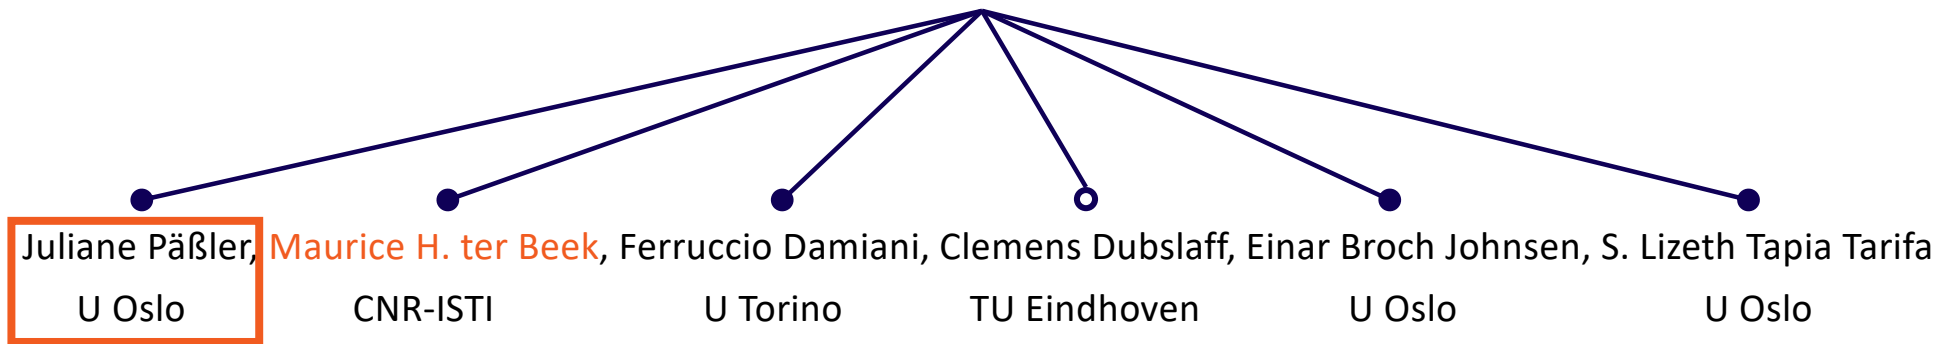 Juliane Päßler, Maurice H. ter Beek, Ferruccio Damiani, Clemens Dubslaff, Einar Broch Johnsen, S. Lizeth Tapia Tarifa
U Oslo CNR-ISTI U Torino TU Eindhoven U Oslo U Oslo